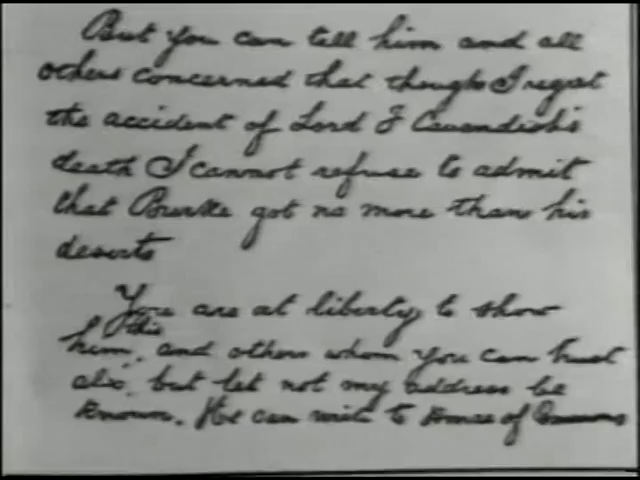 But you can tell him and all
others concerned that though I regret
the accident of Lord F Cavendish's
death I cannot refuse to admit
that Bourke got no more than his
deserts
You are at liberty to show
him this, and others whom you can trust
also, but let not my address be
known. He can write to House of Commons